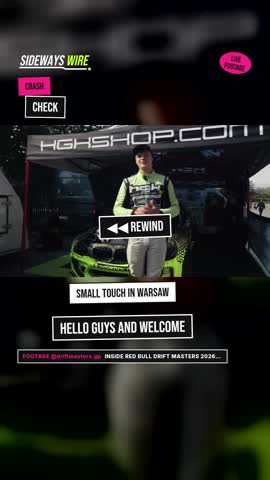 SIDEWAYS WIRE.
LIVE
FOOTAGE
CRASH
CHECK
HGHSHOP.COM
REWIND
SMALL TOUCH IN WARSAW
HELLO GUYS AND WELCOME
FOOTAGE @driftmasters.gp INSIDE RED BULL DRIFT MASTERS 2026...